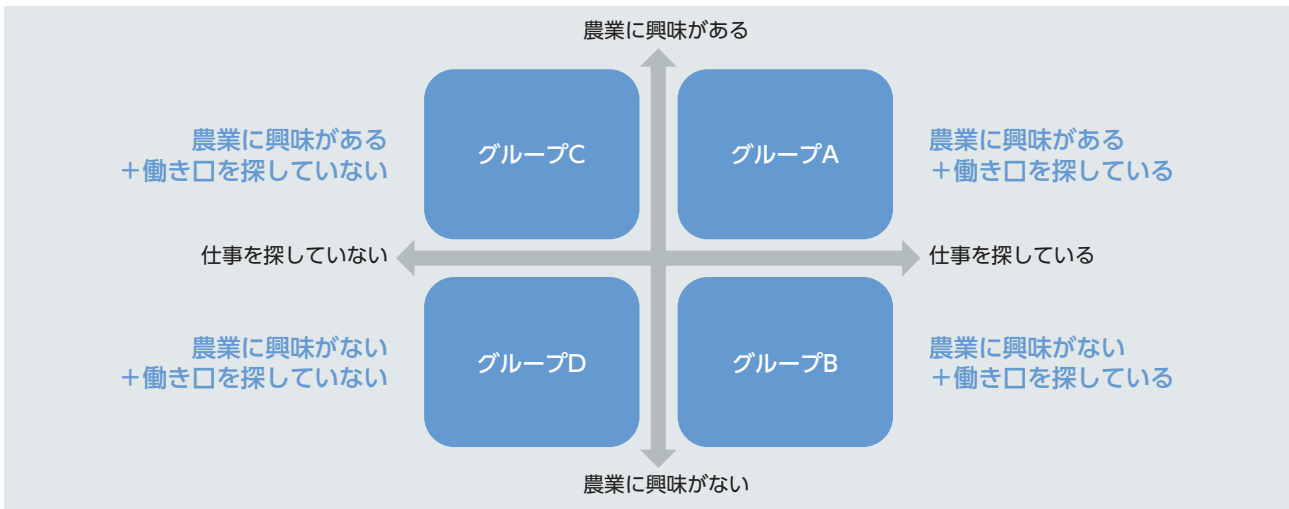 農業に興味がある
農業に興味がある
＋働き口を探していない
グループC
グループA
農業に興味がある
＋働き口を探している
仕事を探していない
仕事を探している
農業に興味がない
＋働き口を探していない
グループD
グループB
農業に興味がない
＋働き口を探している
農業に興味がない